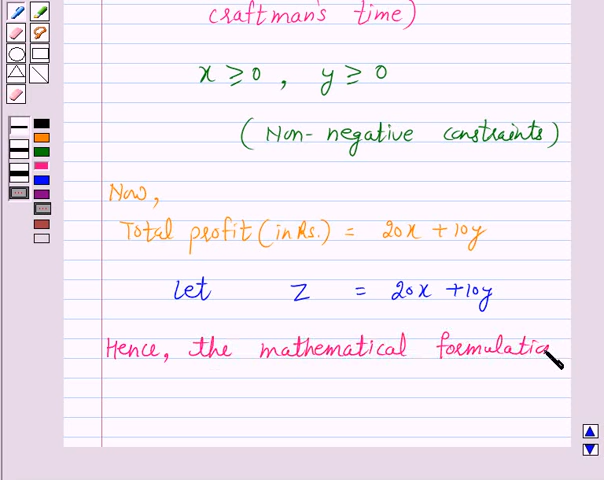 craftman's time)
x ≥ 0 , y ≥ 0
(Non-negative constraints)
Now,
Total profit (in Rs.) = 20x + 10y
Let Z = 20x + 10y
Hence, the mathematical formulatio